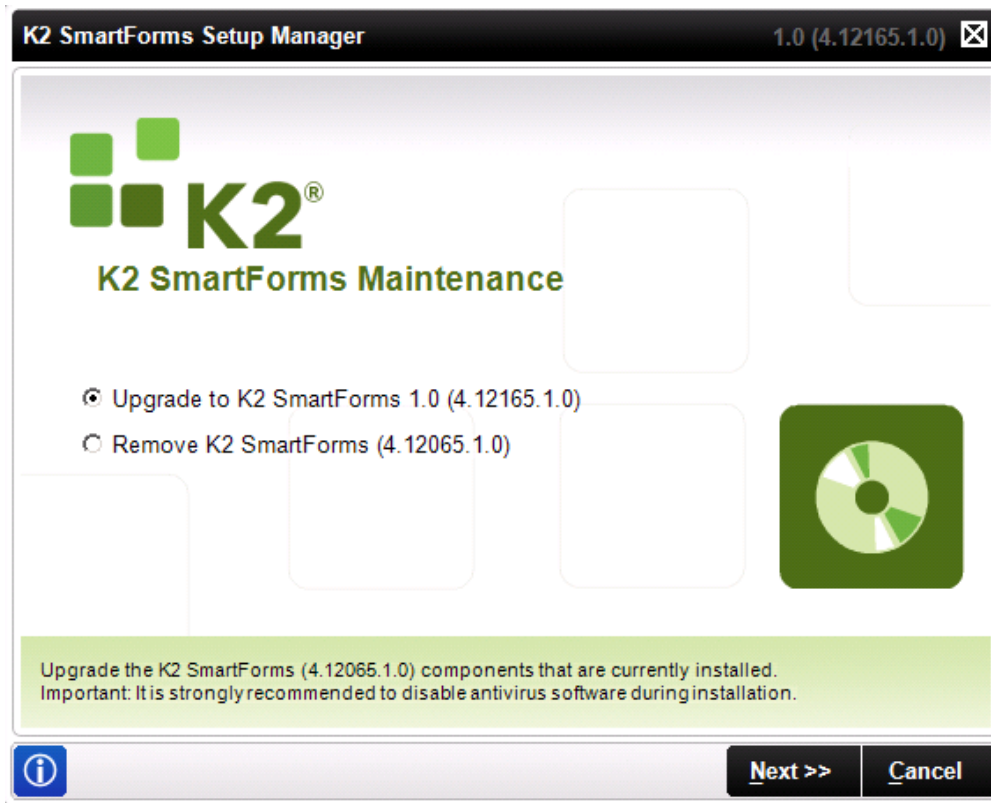 K2 SmartForms Setup Manager 1.0 (4.12165.1.0)
K2®
K2 SmartForms Maintenance
Upgrade to K2 SmartForms 1.0 (4.12165.1.0)
Remove K2 SmartForms (4.12065.1.0)
Upgrade the K2 SmartForms (4.12065.1.0) components that are currently installed.
Important: It is strongly recommended to disable antivirus software during installation.
Next >> Cancel